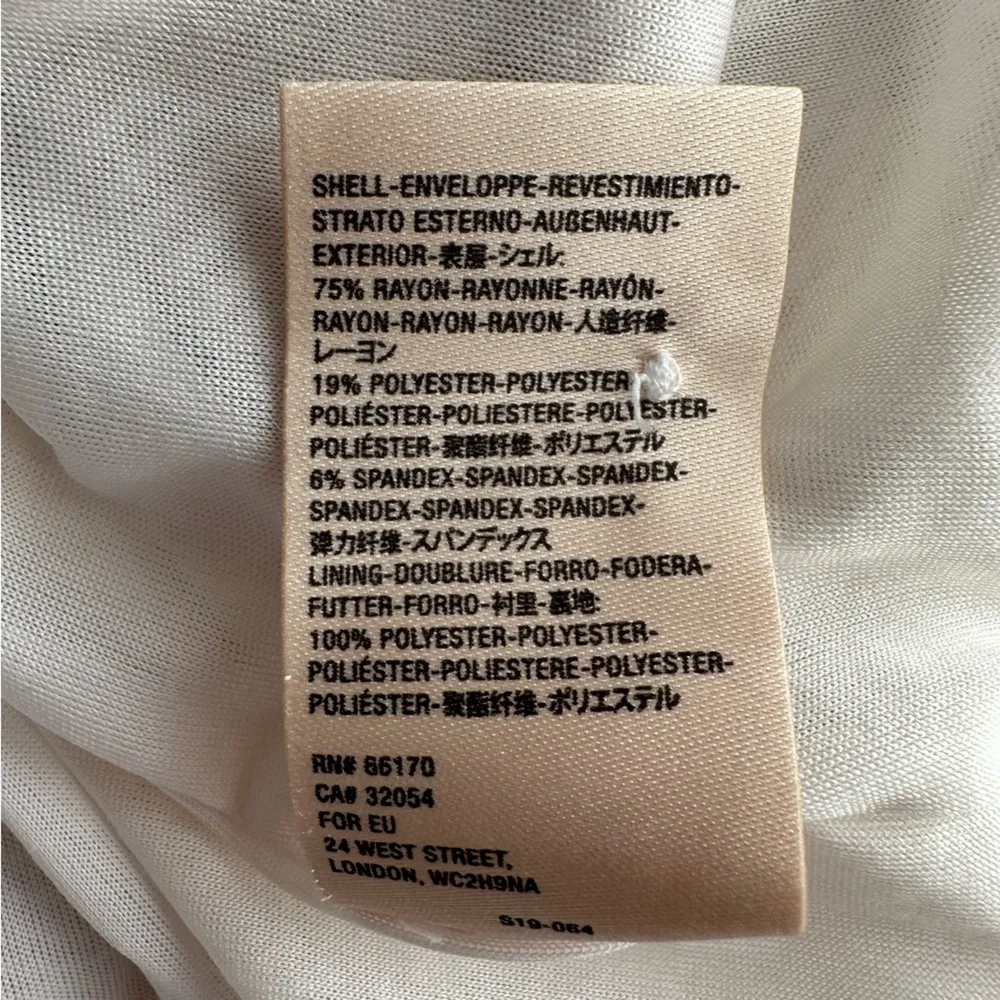 SHELL-ENVELOPPE-REVESTIMIENTO-
STRATO ESTERNO-AUßENHAUT-
EXTERIOR-表层-シェル:
75% RAYON-RAYONNE-RAYÓN-
RAYON-RAYON-RAYON-人造纤维-
レーヨン
19% POLYESTER-POLYESTER
POLIÉSTER-POLIESTERE-POLYESTER-
POLIÉSTER-聚酯纤维-ポリエステル
6% SPANDEX-SPANDEX-SPANDEX-
SPANDEX-SPANDEX-SPANDEX-
弹力纤维-スパンデックス
LINING-DOUBLURE-FORRO-FODERA-
FUTTER-FORRO-衬里-裏地:
100% POLYESTER-POLYESTER-
POLIÉSTER-POLIESTERE-POLYESTER-
POLIÉSTER-聚酯纤维-ポリエステル
RN# 86170
CA# 32054
FOR EU
24 WEST STREET,
LONDON, WC2H9NA
S19-064